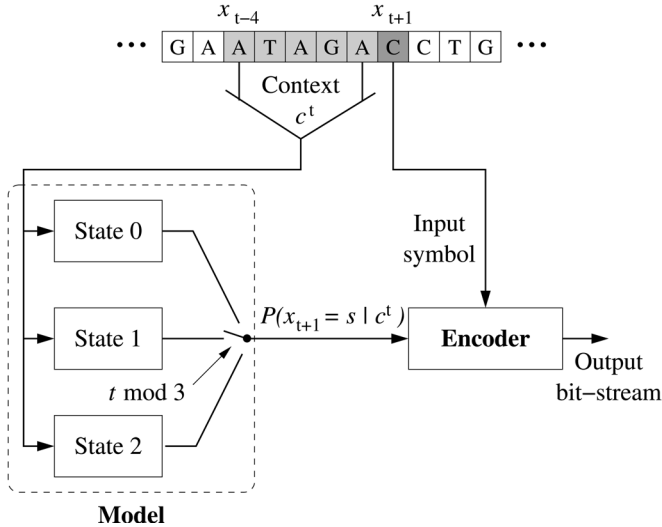 x t−4 x t+1
••• G A A T A G A C C T G •••
Context
c t
State 0
Input
symbol
P(x t+1 = s | c t )
State 1
Encoder
t mod 3
Output
bit−stream
State 2
Model